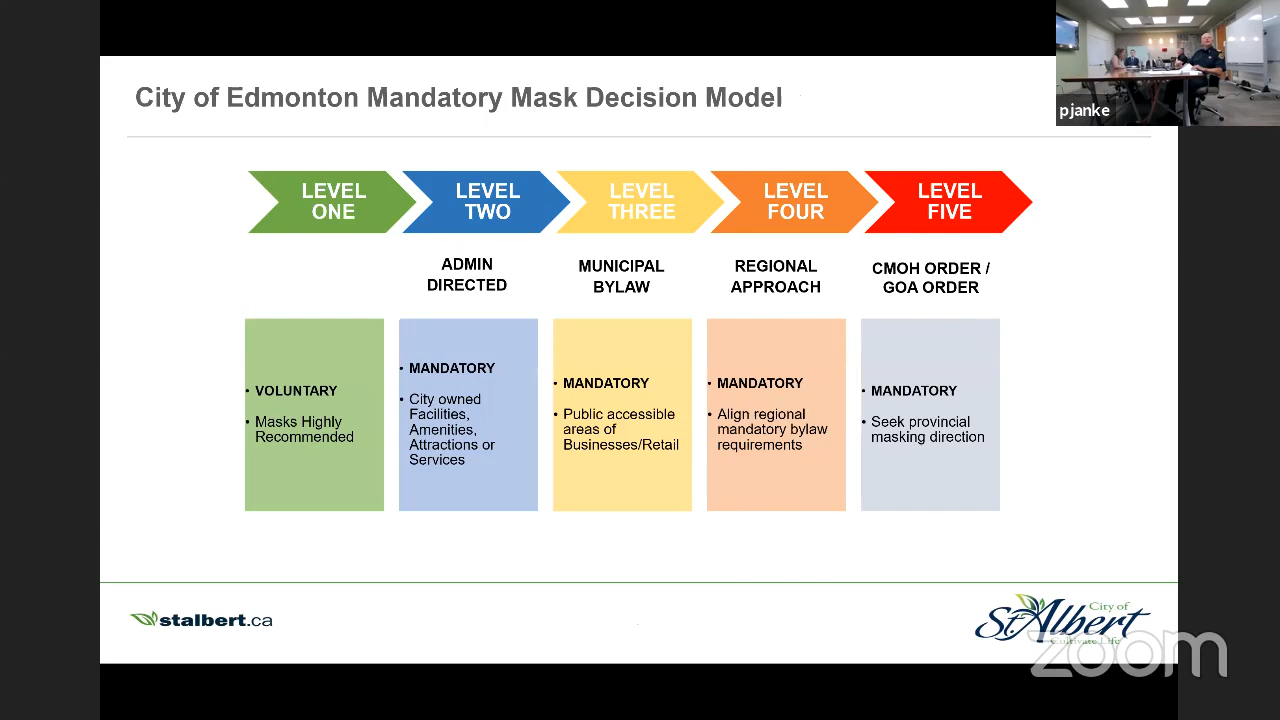 City of Edmonton Mandatory Mask Decision Model
pjanke
LEVEL
ONE
LEVEL
TWO
LEVEL
THREE
LEVEL
FOUR
LEVEL
FIVE
ADMIN
DIRECTED
MUNICIPAL
BYLAW
REGIONAL
APPROACH
CMOH ORDER /
GOA ORDER
• VOLUNTARY
• Masks Highly
Recommended
• MANDATORY
• City owned
Facilities,
Amenities,
Attractions or
Services
• MANDATORY
• Public accessible
areas of
Businesses/Retail
• MANDATORY
• Align regional
mandatory bylaw
requirements
• MANDATORY
• Seek provincial
masking direction
stalbert.ca
City of
St. Albert
Cultivate Life
zoom